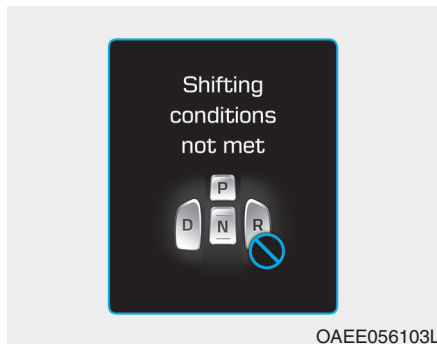 Shifting
conditions
not met
P
D N R
OAEE056103L